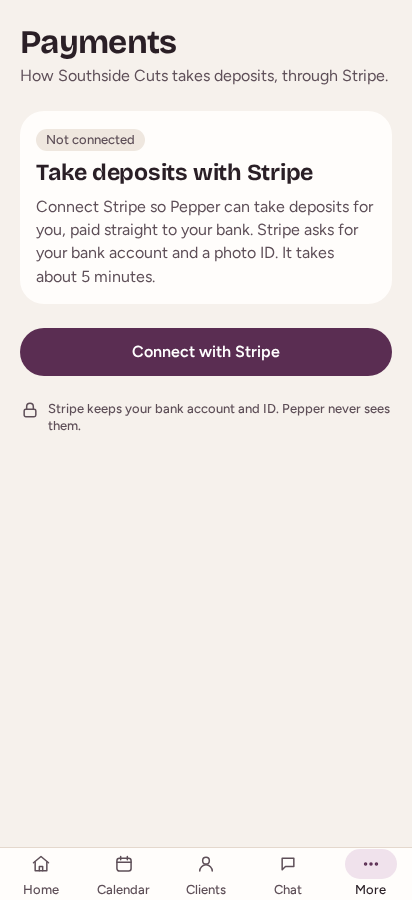 Payments
How Southside Cuts takes deposits, through Stripe.
Not connected
Take deposits with Stripe
Connect Stripe so Pepper can take deposits for
you, paid straight to your bank. Stripe asks for
your bank account and a photo ID. It takes
about 5 minutes.
Connect with Stripe
Stripe keeps your bank account and ID. Pepper never sees
them.
Home
Calendar
Clients
Chat
More